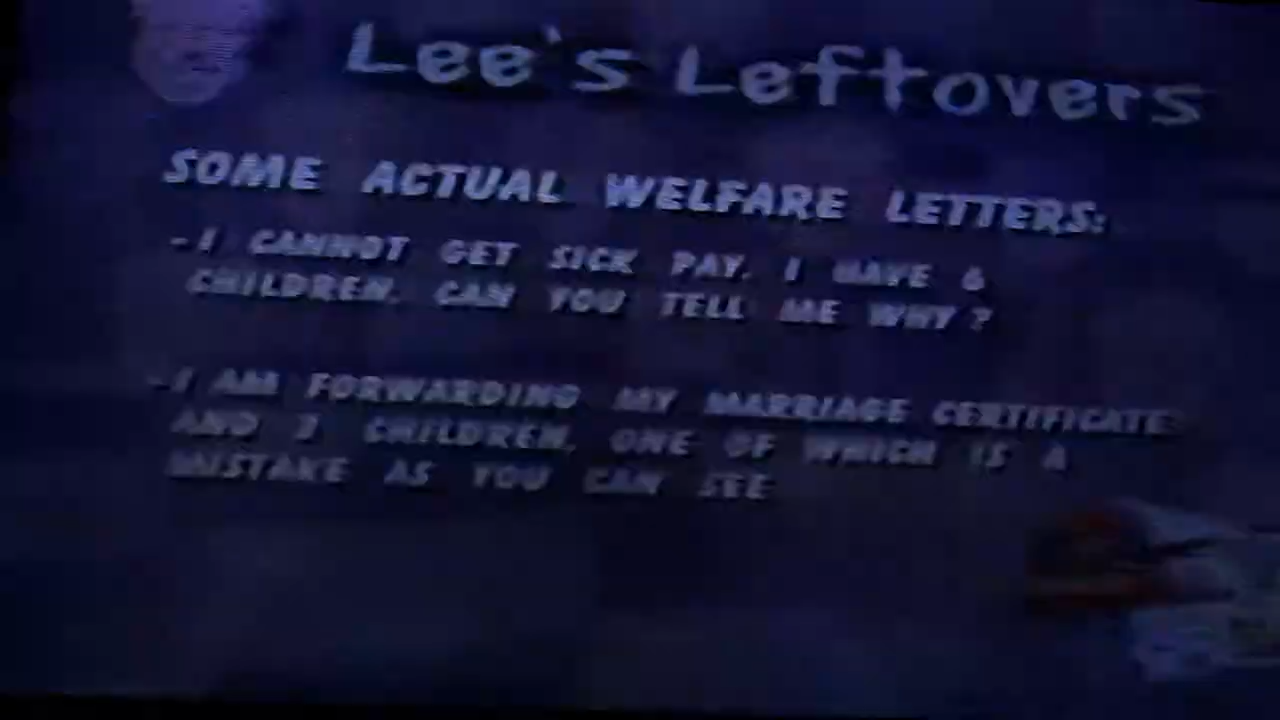 Lee's Leftovers
SOME ACTUAL WELFARE LETTERS:
- I CANNOT GET SICK PAY. I HAVE 6
CHILDREN. CAN YOU TELL ME WHY?
- I AM FORWARDING MY MARRIAGE CERTIFICATE
AND 3 CHILDREN, ONE OF WHICH IS A
MISTAKE AS YOU CAN SEE